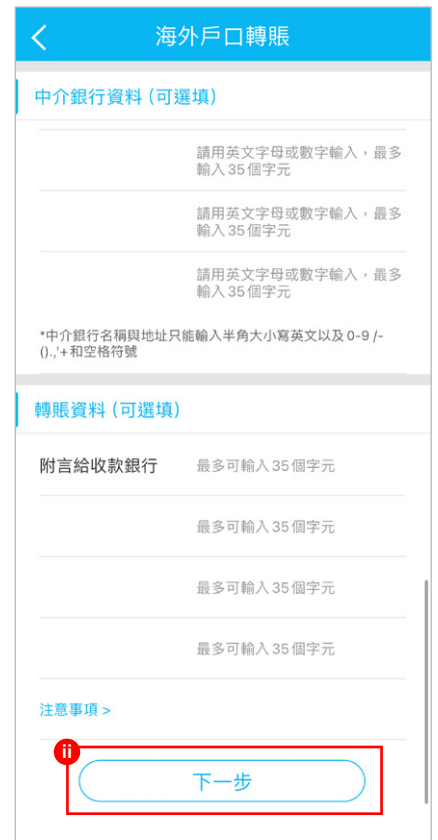 海外戶口轉賬
中介銀行資料 (可選填)
請用英文字母或數字輸入，最多
輸入35個字元
請用英文字母或數字輸入，最多
輸入35個字元
請用英文字母或數字輸入，最多
輸入35個字元
*中介銀行名稱與地址只能輸入半角大小寫英文以及 0-9 /-
().,'+ 和空格符號
轉賬資料 (可選填)
附言給收款銀行 最多可輸入35個字元
最多可輸入35個字元
最多可輸入35個字元
最多可輸入35個字元
注意事項 >
ii
下一步